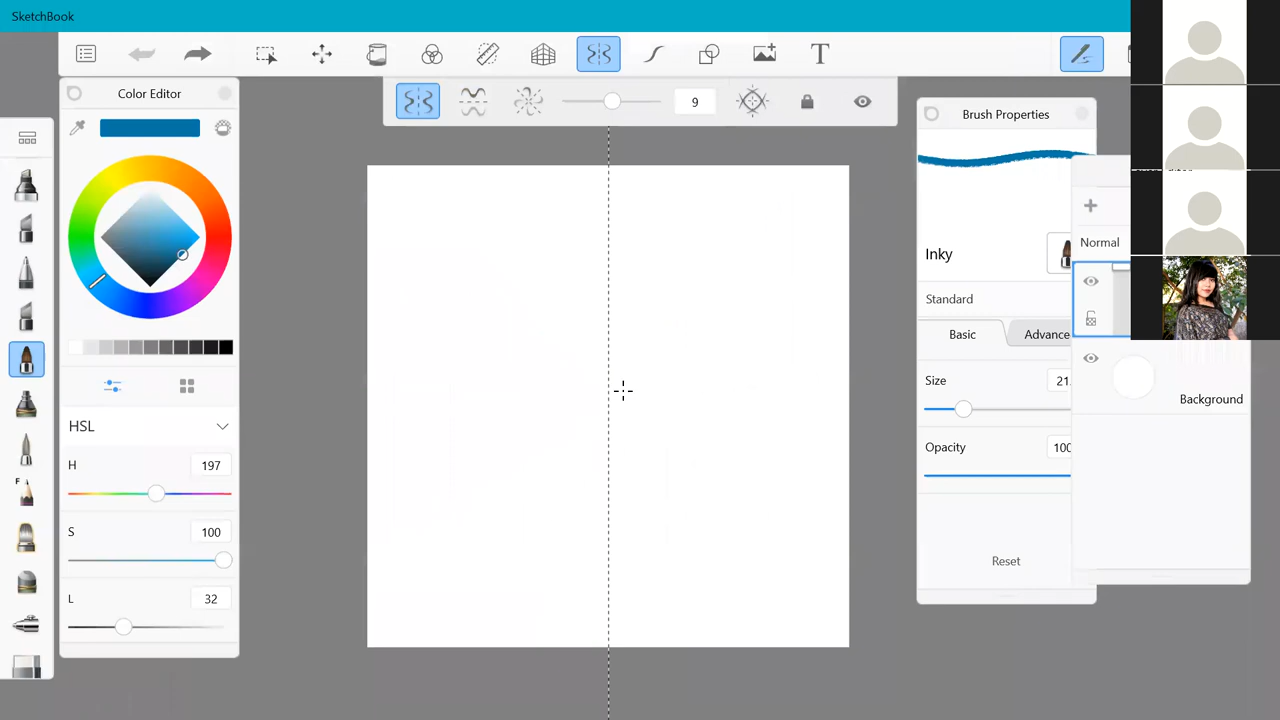 SketchBook
T
9
Color Editor
Brush Properties
Normal
Inky
Standard
Basic
Advance
HSL
H
197
Size
21.
Background
Opacity
100
S
100
Reset
L
32
F